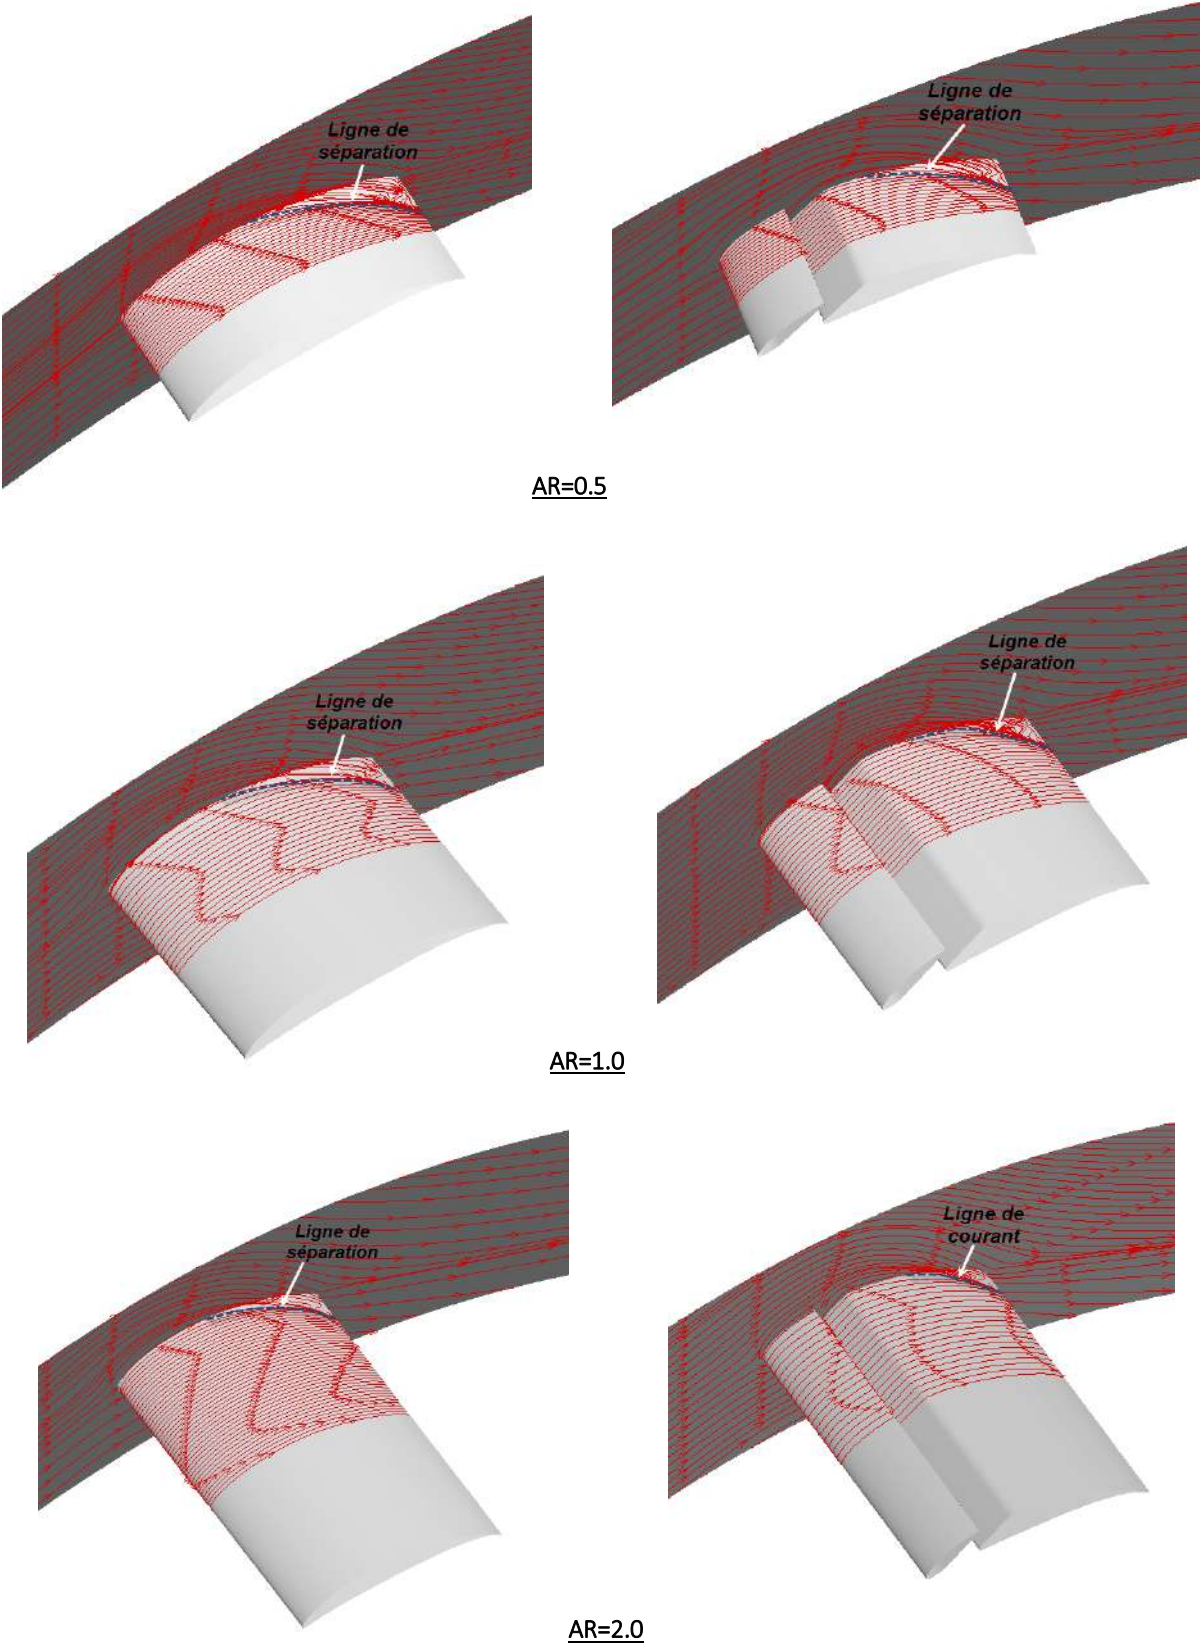 Ligne de
séparation
Ligne de
séparation
AR=0.5
Ligne de
séparation
Ligne de
séparation
AR=1.0
Ligne de
séparation
Ligne de
courant
AR=2.0